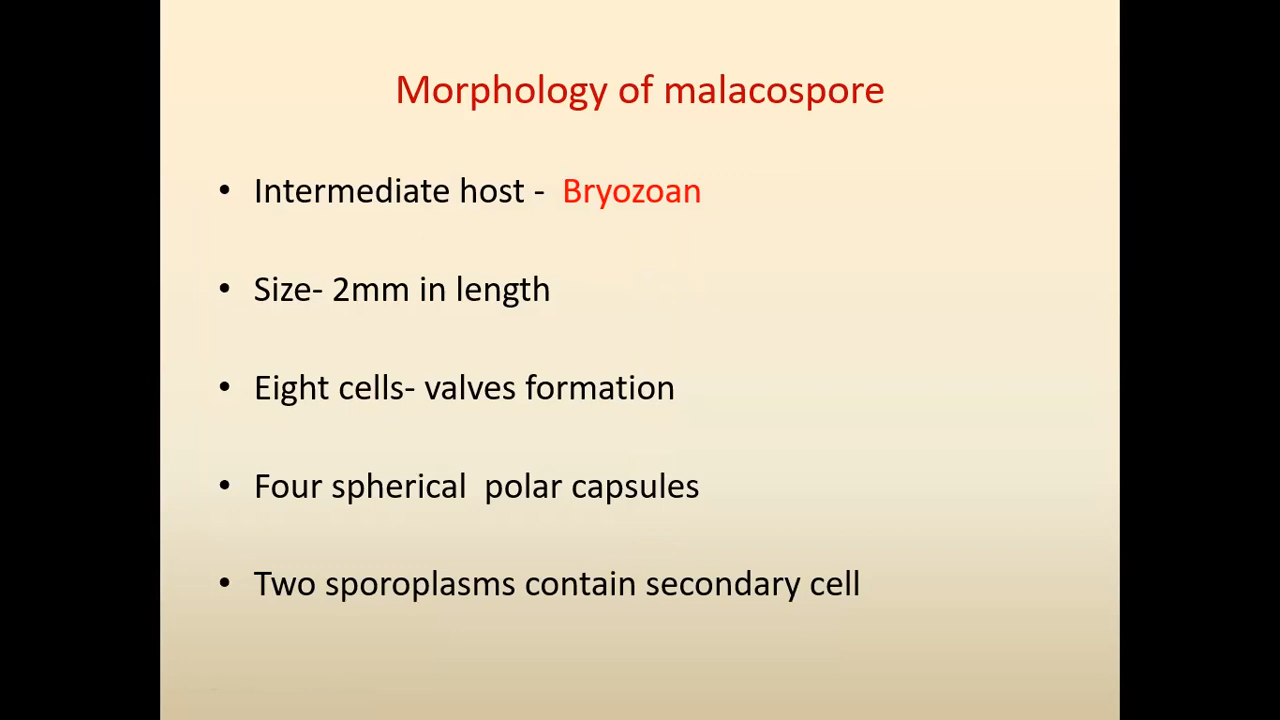 Morphology of malacospore
• Intermediate host -  Bryozoan
• Size- 2mm in length
• Eight cells- valves formation
• Four spherical  polar capsules
• Two sporoplasms contain secondary cell